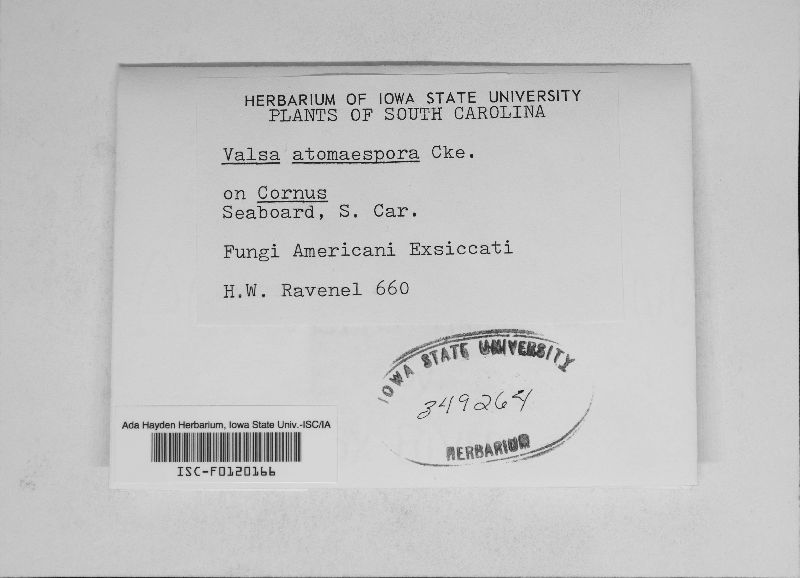 HERBARIUM OF IOWA STATE UNIVERSITY
PLANTS OF SOUTH CAROLINA
Valsa atomaespora Cke.
on Cornus
Seaboard, S. Car.
Fungi Americani Exsiccati
H.W. Ravenel 660
IOWA STATE UNIVERSITY
349264
HERBARIUM
Ada Hayden Herbarium, Iowa State Univ.-ISC/IA
ISC-F0120166